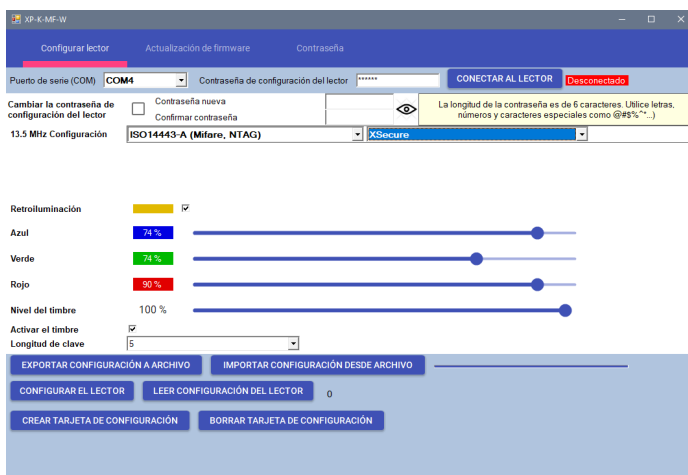 XP-K-MF-W
Configurar lector Actualización de firmware Contraseña
Puerto de serie (COM) COM4 Contraseña de configuración del lector ****** CONECTAR AL LECTOR Desconectado
Cambiar la contraseña de configuración del lector
Contraseña nueva
Confirmar contraseña
La longitud de la contraseña es de 6 caracteres. Utilice letras,
números y caracteres especiales como @#$%^*...)
13.5 MHz Configuración ISO14443-A (Mifare, NTAG) XSecure
Retroiluminación
Azul 74 %
Verde 74 %
Rojo 90 %
Nivel del timbre 100 %
Activar el timbre
Longitud de clave 5
EXPORTAR CONFIGURACIÓN A ARCHIVO IMPORTAR CONFIGURACIÓN DESDE ARCHIVO
CONFIGURAR EL LECTOR LEER CONFIGURACIÓN DEL LECTOR 0
CREAR TARJETA DE CONFIGURACIÓN BORRAR TARJETA DE CONFIGURACIÓN